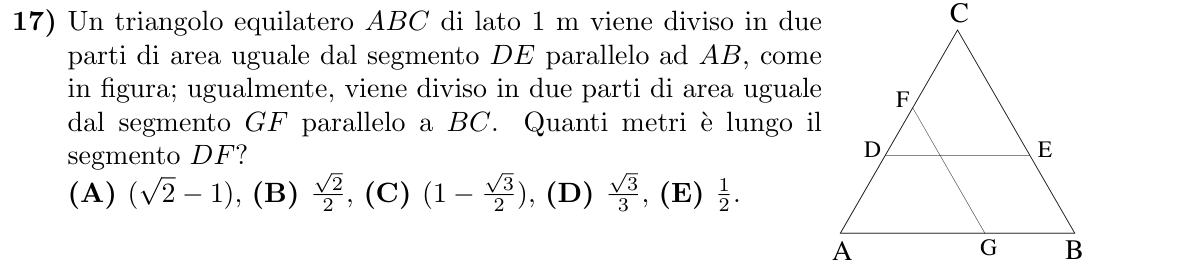 17) Un triangolo equilatero ABC di lato 1 m viene diviso in due
parti di area uguale dal segmento DE parallelo ad AB, come
in figura; ugualmente, viene diviso in due parti di area uguale
dal segmento GF parallelo a BC. Quanti metri è lungo il
segmento DF?
(A) (√2 − 1), (B) √2/2, (C) (1 − √3/2), (D) √3/3, (E) 1/2.
C
F
D
E
A
G
B